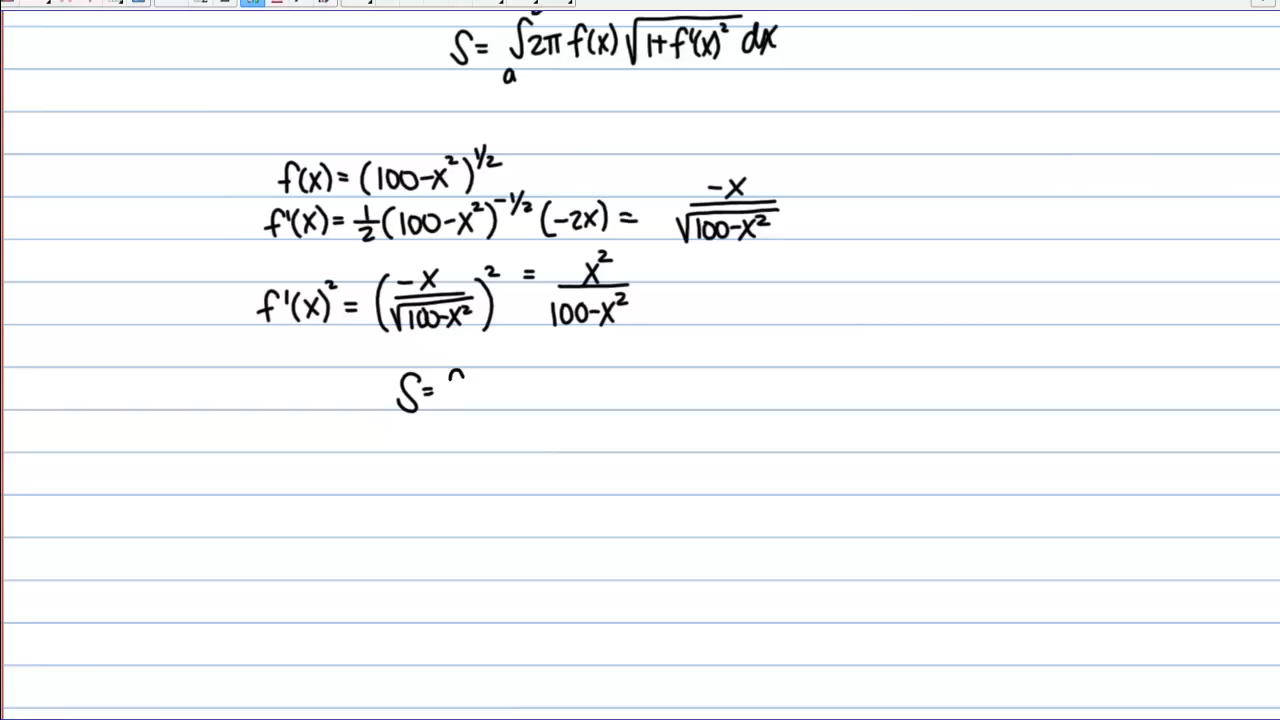 S = ∫ₐ 2π f(x) √(1+f'(x)²) dx
f(x) = (100-x²)^{1/2}
f'(x) = 1/2 (100-x²)^{-1/2} (-2x) = -x/√(100-x²)
f'(x)² = (-x/√(100-x²))² = x²/(100-x²)
S =